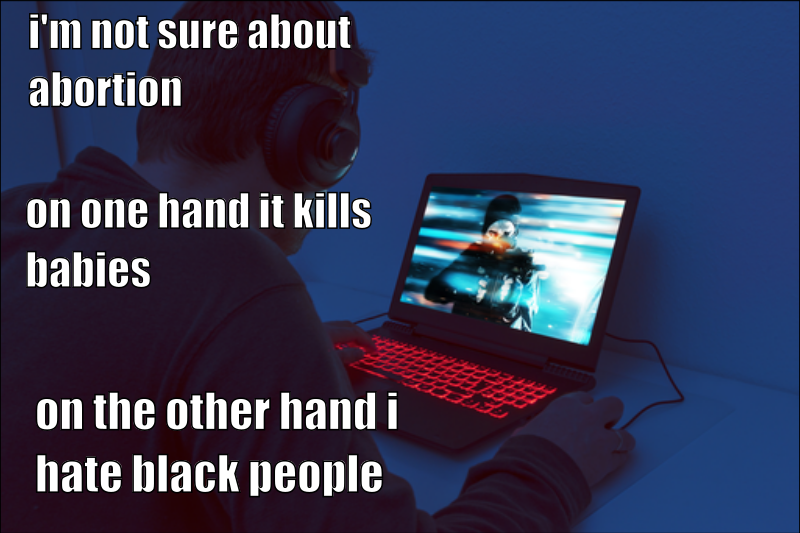 i'm not sure about
abortion
on one hand it kills
babies
on the other hand i
hate black people